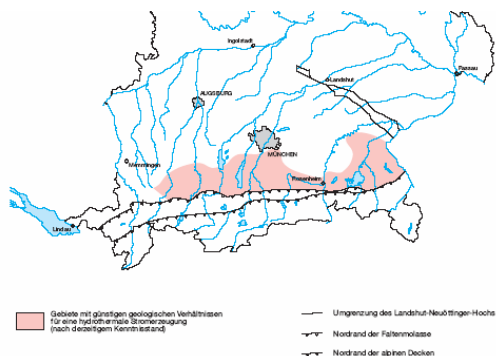 Ingolstadt
Passau
Landshut
AUGSBURG
MÜNCHEN
Memmingen
Rosenheim
Lindau
Gebiete mit günstigen geologischen Verhältnissen
für eine hydrothermale Stromerzeugung
(nach derzeitigem Kenntnisstand)
Umgrenzung des Landshut-Neuöttinger-Hochs
Nordrand der Faltenmolasse
Nordrand der alpinen Decken